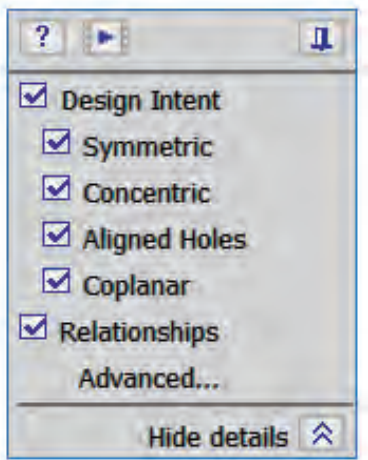 ?
Design Intent
Symmetric
Concentric
Aligned Holes
Coplanar
Relationships
Advanced...
Hide details